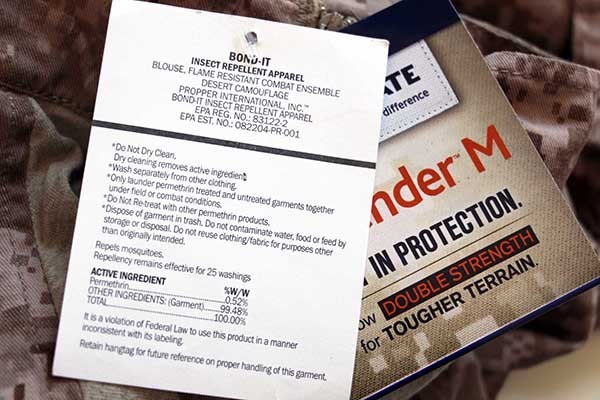 BOND-IT
INSECT REPELLENT APPAREL
BLOUSE, FLAME RESISTANT COMBAT ENSEMBLE
DESERT CAMOUFLAGE
PROPPER INTERNATIONAL, INC.™
BOND-IT INSECT REPELLENT APPAREL
EPA REG. NO.: 83122-2
EPA EST. NO.: 082204-PR-001
*Do Not Dry Clean,
Dry cleaning removes active ingredient
*Wash separately from other clothing.
*Only launder permethrin treated and untreated garments together
under field or combat conditions.
*Do Not Re-treat with other permethrin products.
*Dispose of garment in trash. Do not contaminate water, food or feed by
storage or disposal. Do not reuse clothing/fabric for purposes other
than originally intended.
Repels mosquitoes.
Repellency remains effective for 25 washings
ACTIVE INGREDIENT %W/W
Permethrin................0.52%
OTHER INGREDIENTS: (Garment)....99.48%
TOTAL................100.00%
It is a violation of Federal Law to use this product in a manner
inconsistent with its labeling.
Retain hangtag for future reference on proper handling of this garment.
ATE
difference
nder™ M
IN PROTECTION.
ow DOUBLE STRENGTH
for TOUGHER TERRAIN.